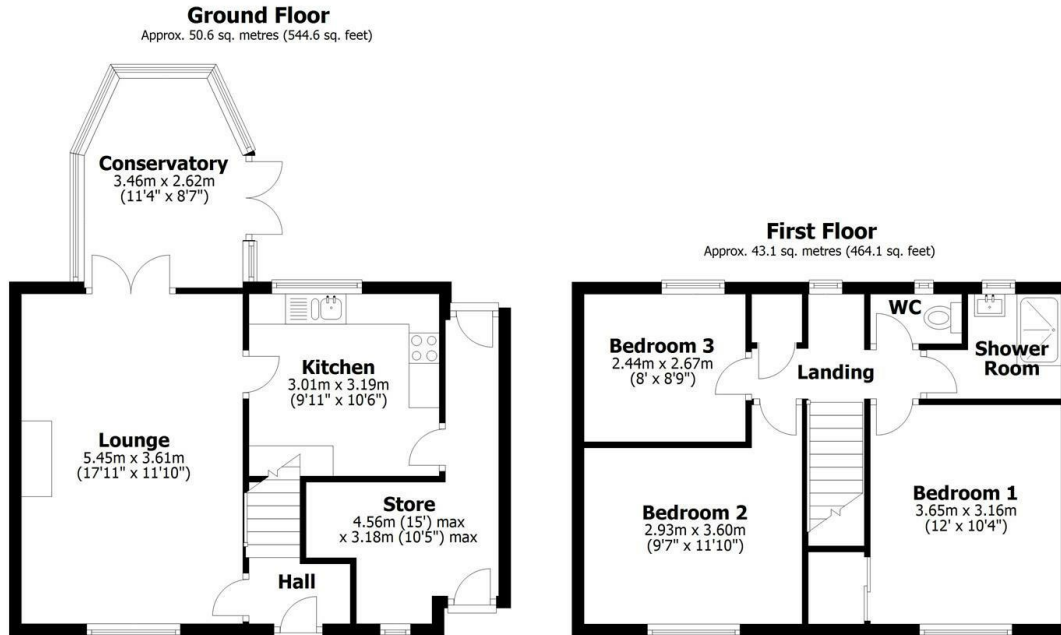 Ground Floor
Approx. 50.6 sq. metres (544.6 sq. feet)
Conservatory
3.46m x 2.62m
(11'4" x 8'7")
Kitchen
3.01m x 3.19m
(9'11" x 10'6")
Lounge
5.45m x 3.61m
(17'11" x 11'10")
Store
4.56m (15') max
x 3.18m (10'5") max
Hall
First Floor
Approx. 43.1 sq. metres (464.1 sq. feet)
WC
Bedroom 3
2.44m x 2.67m
(8' x 8'9")
Shower
Room
Landing
Bedroom 2
2.93m x 3.60m
(9'7" x 11'10")
Bedroom 1
3.65m x 3.16m
(12' x 10'4")